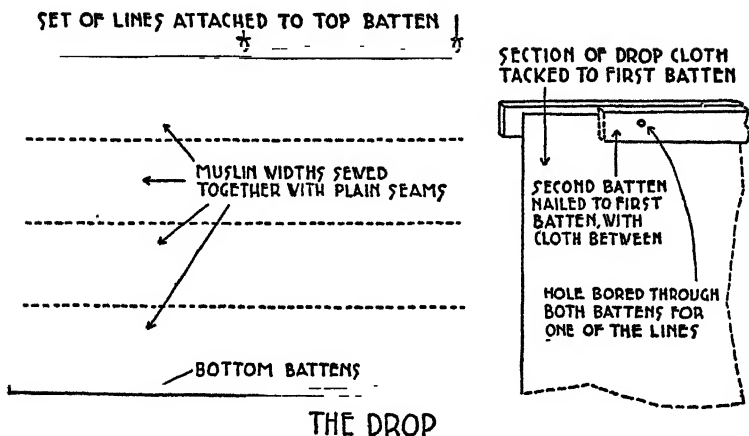 SET OF LINES ATTACHED TO TOP BATTEN
MUSLIN WIDTHS SEWED
TOGETHER WITH PLAIN SEAMS
BOTTOM BATTENS
SECTION OF DROP CLOTH
TACKED TO FIRST BATTEN
SECOND BATTEN
NAILED TO FIRST
BATTEN, WITH
CLOTH BETWEEN
HOLE BORED THROUGH
BOTH BATTENS FOR
ONE OF THE LINES
THE DROP